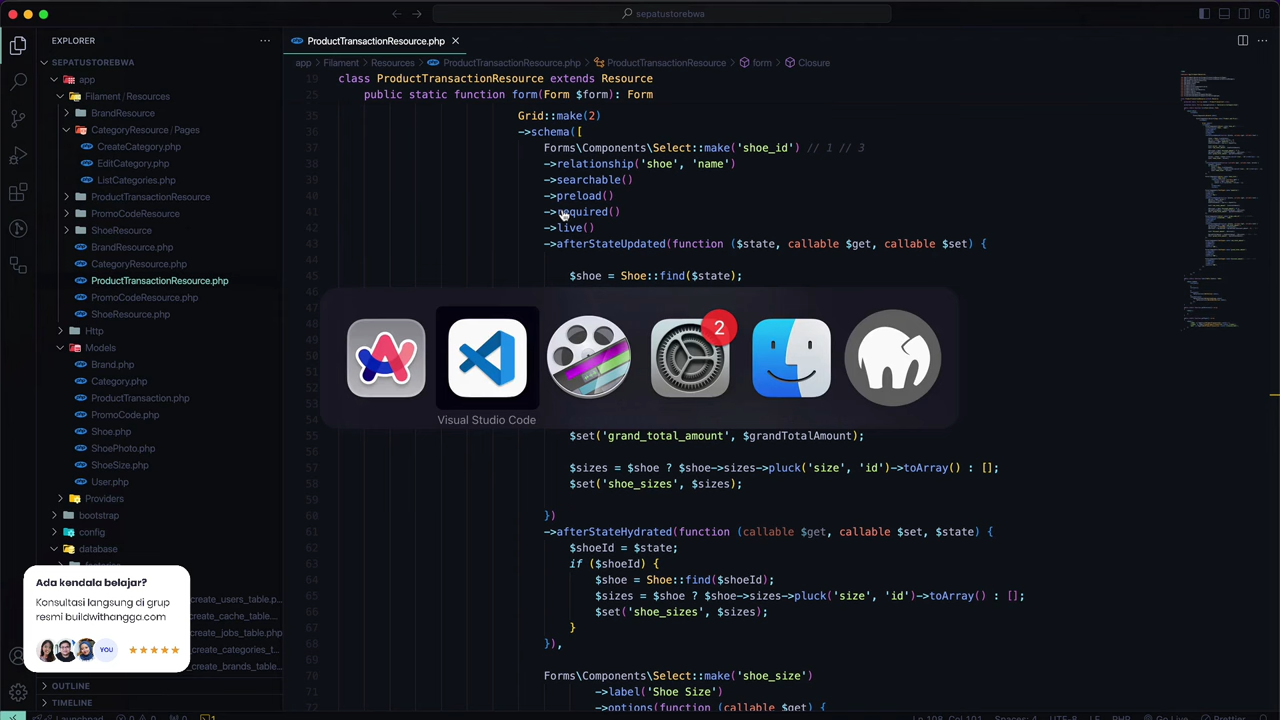 sepatustorebwa
EXPLORER
ProductTransactionResource.php
app > Filament > Resources > ProductTransactionResource.php > ProductTransactionResource > form > Closure
SEPATUSTOREBWA
app
Filament / Resources
BrandResource
CategoryResource / Pages
CreateCategory.php
EditCategory.php
ListCategories.php
ProductTransactionResource
PromoCodeResource
ShoeResource
BrandResource.php
CategoryResource.php
ProductTransactionResource.php
PromoCodeResource.php
ShoeResource.php
Http
Models
Brand.php
Category.php
ProductTransaction.php
PromoCode.php
Shoe.php
ShoePhoto.php
ShoeSize.php
User.php
Providers
bootstrap
config
database
create_users_table.p...
create_cache_table...
create_jobs_table.php
create_categories_t...
create_brands_table...
OUTLINE
TIMELINE
19 class ProductTransactionResource extends Resource
25 public static function form(Form $form): Form
35 Grid::make(2)
36 ->schema([
37 Forms\Components\Select::make('shoe_id') // 1 // 3
38 ->relationship('shoe', 'name')
39 ->searchable()
40 ->preload()
41 ->required()
42 ->live()
43 ->afterStateUpdated(function ($state, callable $get, callable $set) {
45 $shoe = Shoe::find($state);
2
Visual Studio Code
55 $set('grand_total_amount', $grandTotalAmount);
57 $sizes = $shoe ? $shoe->sizes->pluck('size', 'id')->toArray() : [];
58 $set('shoe_sizes', $sizes);
59
60 })
61 ->afterStateHydrated(function (callable $get, callable $set, $state) {
62 $shoeId = $state;
63 if ($shoeId) {
64 $shoe = Shoe::find($shoeId);
65 $sizes = $shoe ? $shoe->sizes->pluck('size', 'id')->toArray() : [];
66 $set('shoe_sizes', $sizes);
67 }
68 }),
69
70 Forms\Components\Select::make('shoe_size')
71 ->label('Shoe Size')
72 ->options(function (callable $get) {
Ada kendala belajar?
Konsultasi langsung di grup
resmi buildwithangga.com
YOU